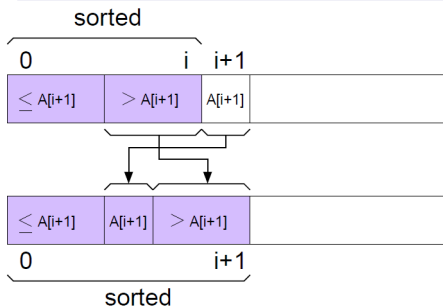 sorted
0 i i+1
≤ A[i+1] > A[i+1] A[i+1]
≤ A[i+1] A[i+1] > A[i+1]
0 i+1
sorted